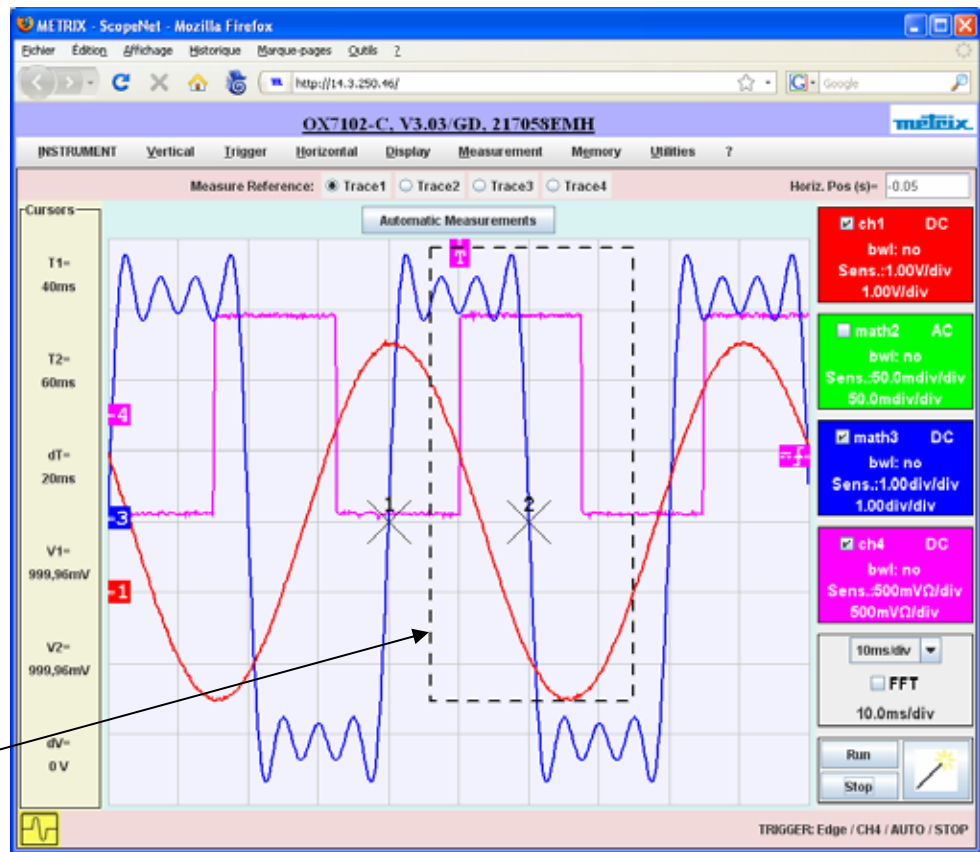 METRIX - ScopeNet - Mozilla Firefox
Fichier Édition Affichage Historique Marque-pages Outils ?
http://14.3.250.46/
Google
OX7102-C, V3.03/GD, 217058EMH
metrix
INSTRUMENT Vertical Trigger Horizontal Display Measurement Memory Utilities ?
Measure Reference: Trace1 Trace2 Trace3 Trace4 Horiz. Pos (s)= -0.05
Cursors
Automatic Measurements
T1=
40ms
T2=
60ms
dT=
20ms
V1=
999,96mV
V2=
999,96mV
dV=
0 V
T
4
3
1
1
2
ch1 DC
bwl: no
Sens.:1.00V/div
1.00V/div
math2 AC
bwl: no
Sens.:50.0mdiv/div
50.0mdiv/div
math3 DC
bwl: no
Sens.:1.00div/div
1.00div/div
ch4 DC
bwl: no
Sens.:500mVΩ/div
500mVΩ/div
10ms/div
FFT
10.0ms/div
Run
Stop
TRIGGER: Edge / CH4 / AUTO / STOP